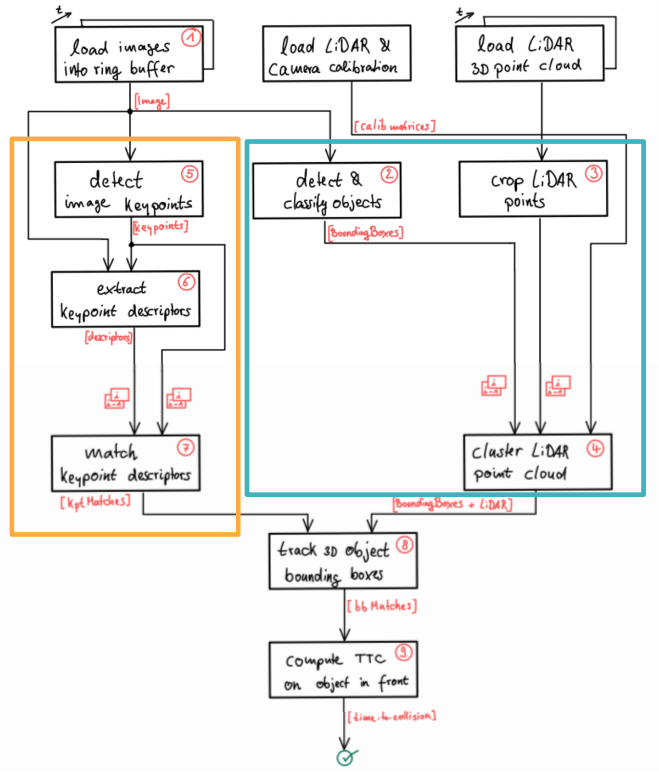 t
load images
into ring buffer
1
load LiDAR &
Camera calibration
t
load LiDAR
3D point cloud
[Image]
[calib matrices]
detect
image keypoints
5
detect &
classify objects
2
crop LiDAR
points
3
[keypoints]
[BoundingBoxes]
extract
keypoint descriptors
6
[descriptors]
i
i-1
i
i-1
i
i-1
i
i-1
match
keypoint descriptors
7
cluster LiDAR
point cloud
4
[Kpt Matches]
[BoundingBoxes + LiDAR]
track 3D object
bounding boxes
8
[bb Matches]
compute TTC
on object in front
9
[time-to-collision]